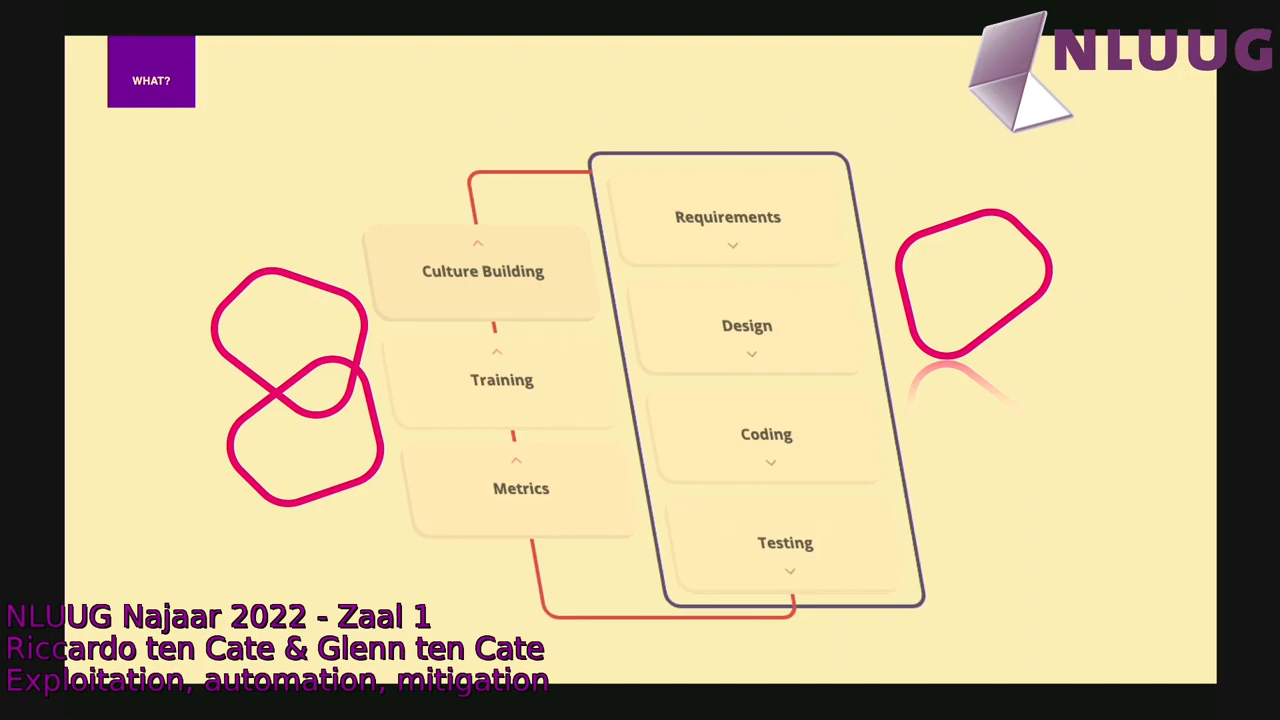 WHAT?
NLUUG
Requirements
Culture Building
Design
Training
Coding
Metrics
Testing
NLUUG Najaar 2022 - Zaal 1
Riccardo ten Cate & Glenn ten Cate
Exploitation, automation, mitigation